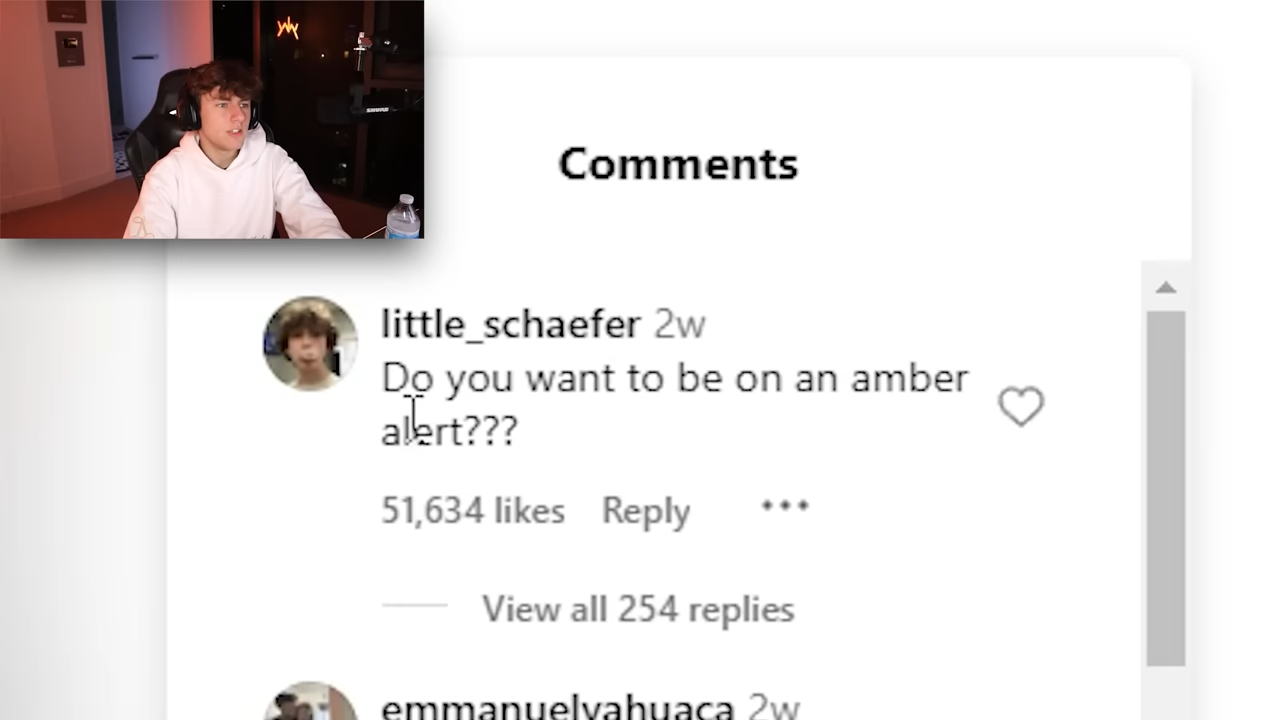 SHURE
Comments
little_schaefer 2w
Do you want to be on an amber
alert???
51,634 likes Reply •••
View all 254 replies
emmanuelyahuaca 2w